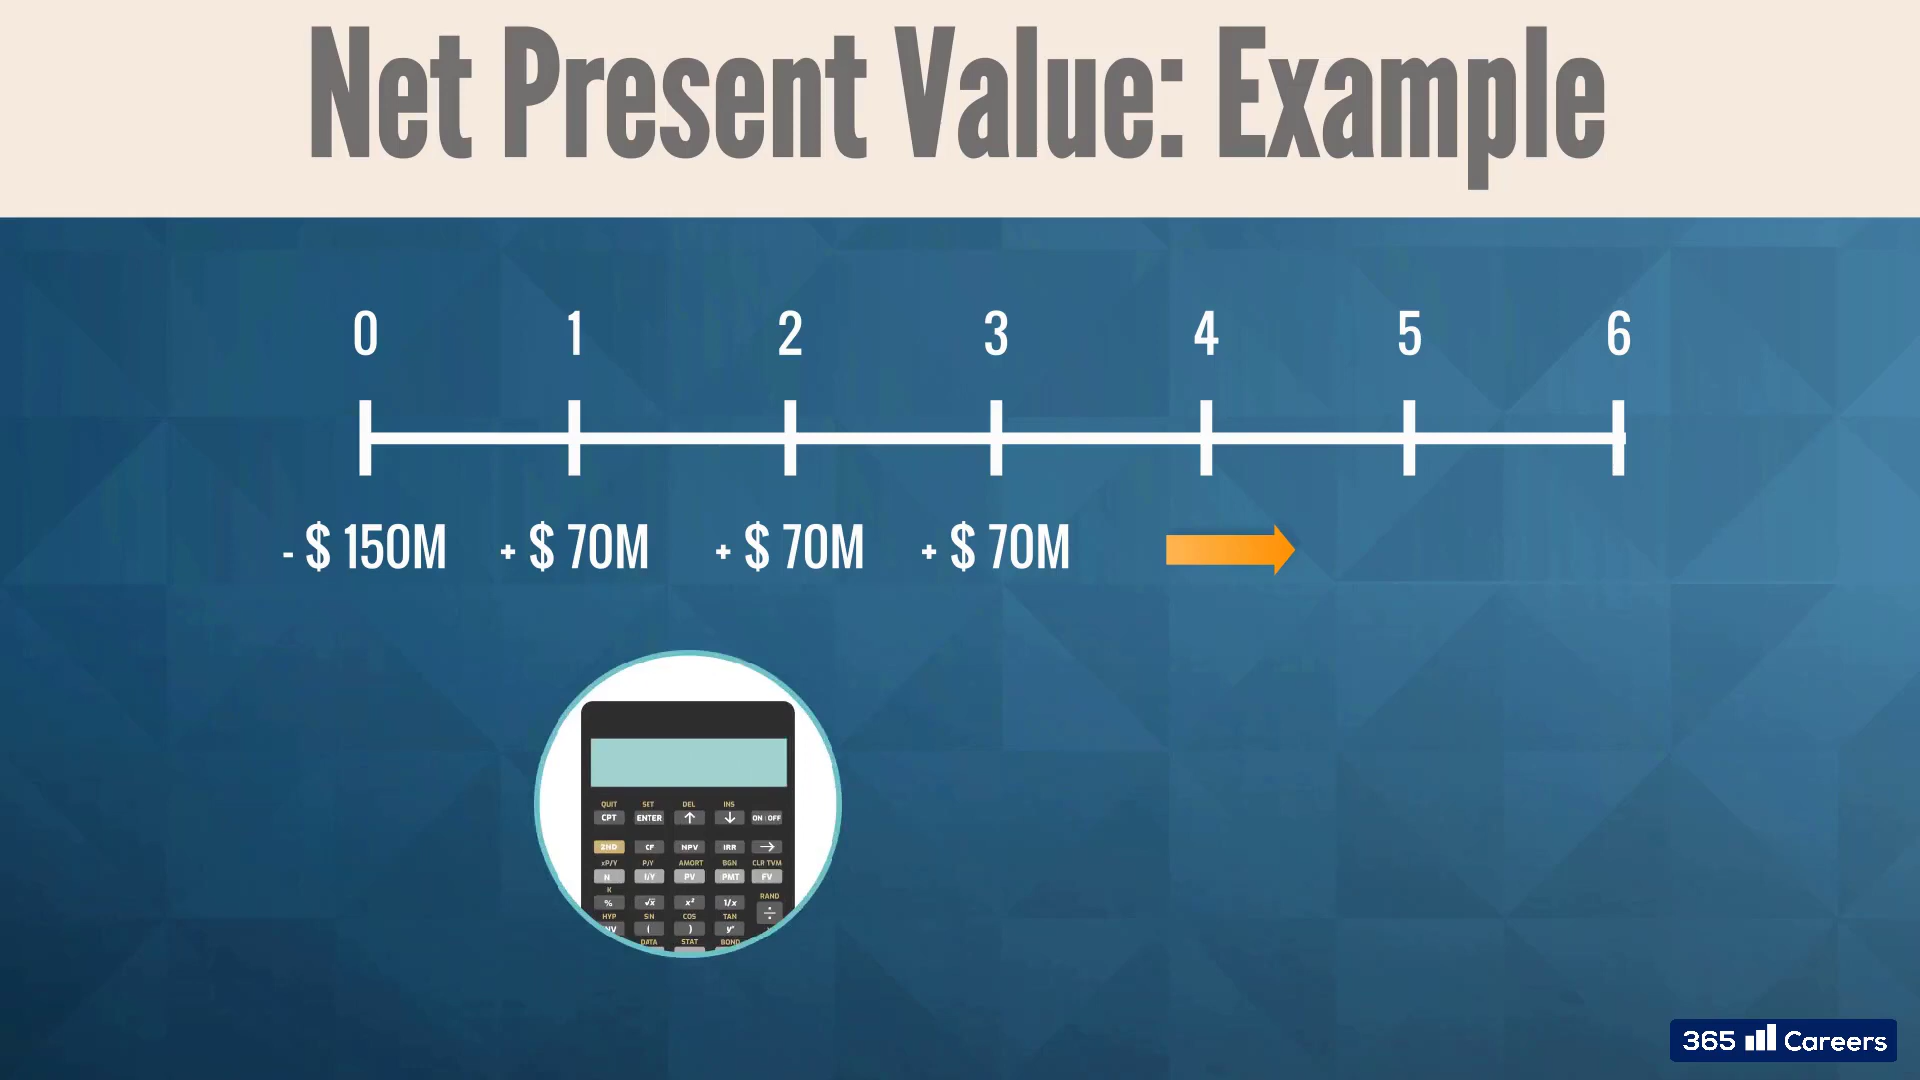 Net Present Value: Example
0 1 2 3 4 5 6
- $ 150M + $ 70M + $ 70M + $ 70M
QUIT SET DEL INS
CPT ENTER ↑ ↓ ON|OFF
2ND CF NPV IRR →
xP/Y P/Y AMORT BGN CLR TVM
N I/Y PV PMT FV
K RAND
% √x x² 1/x ÷
HYP SIN COS TAN
( )
DATA STAT BOND
365 Careers